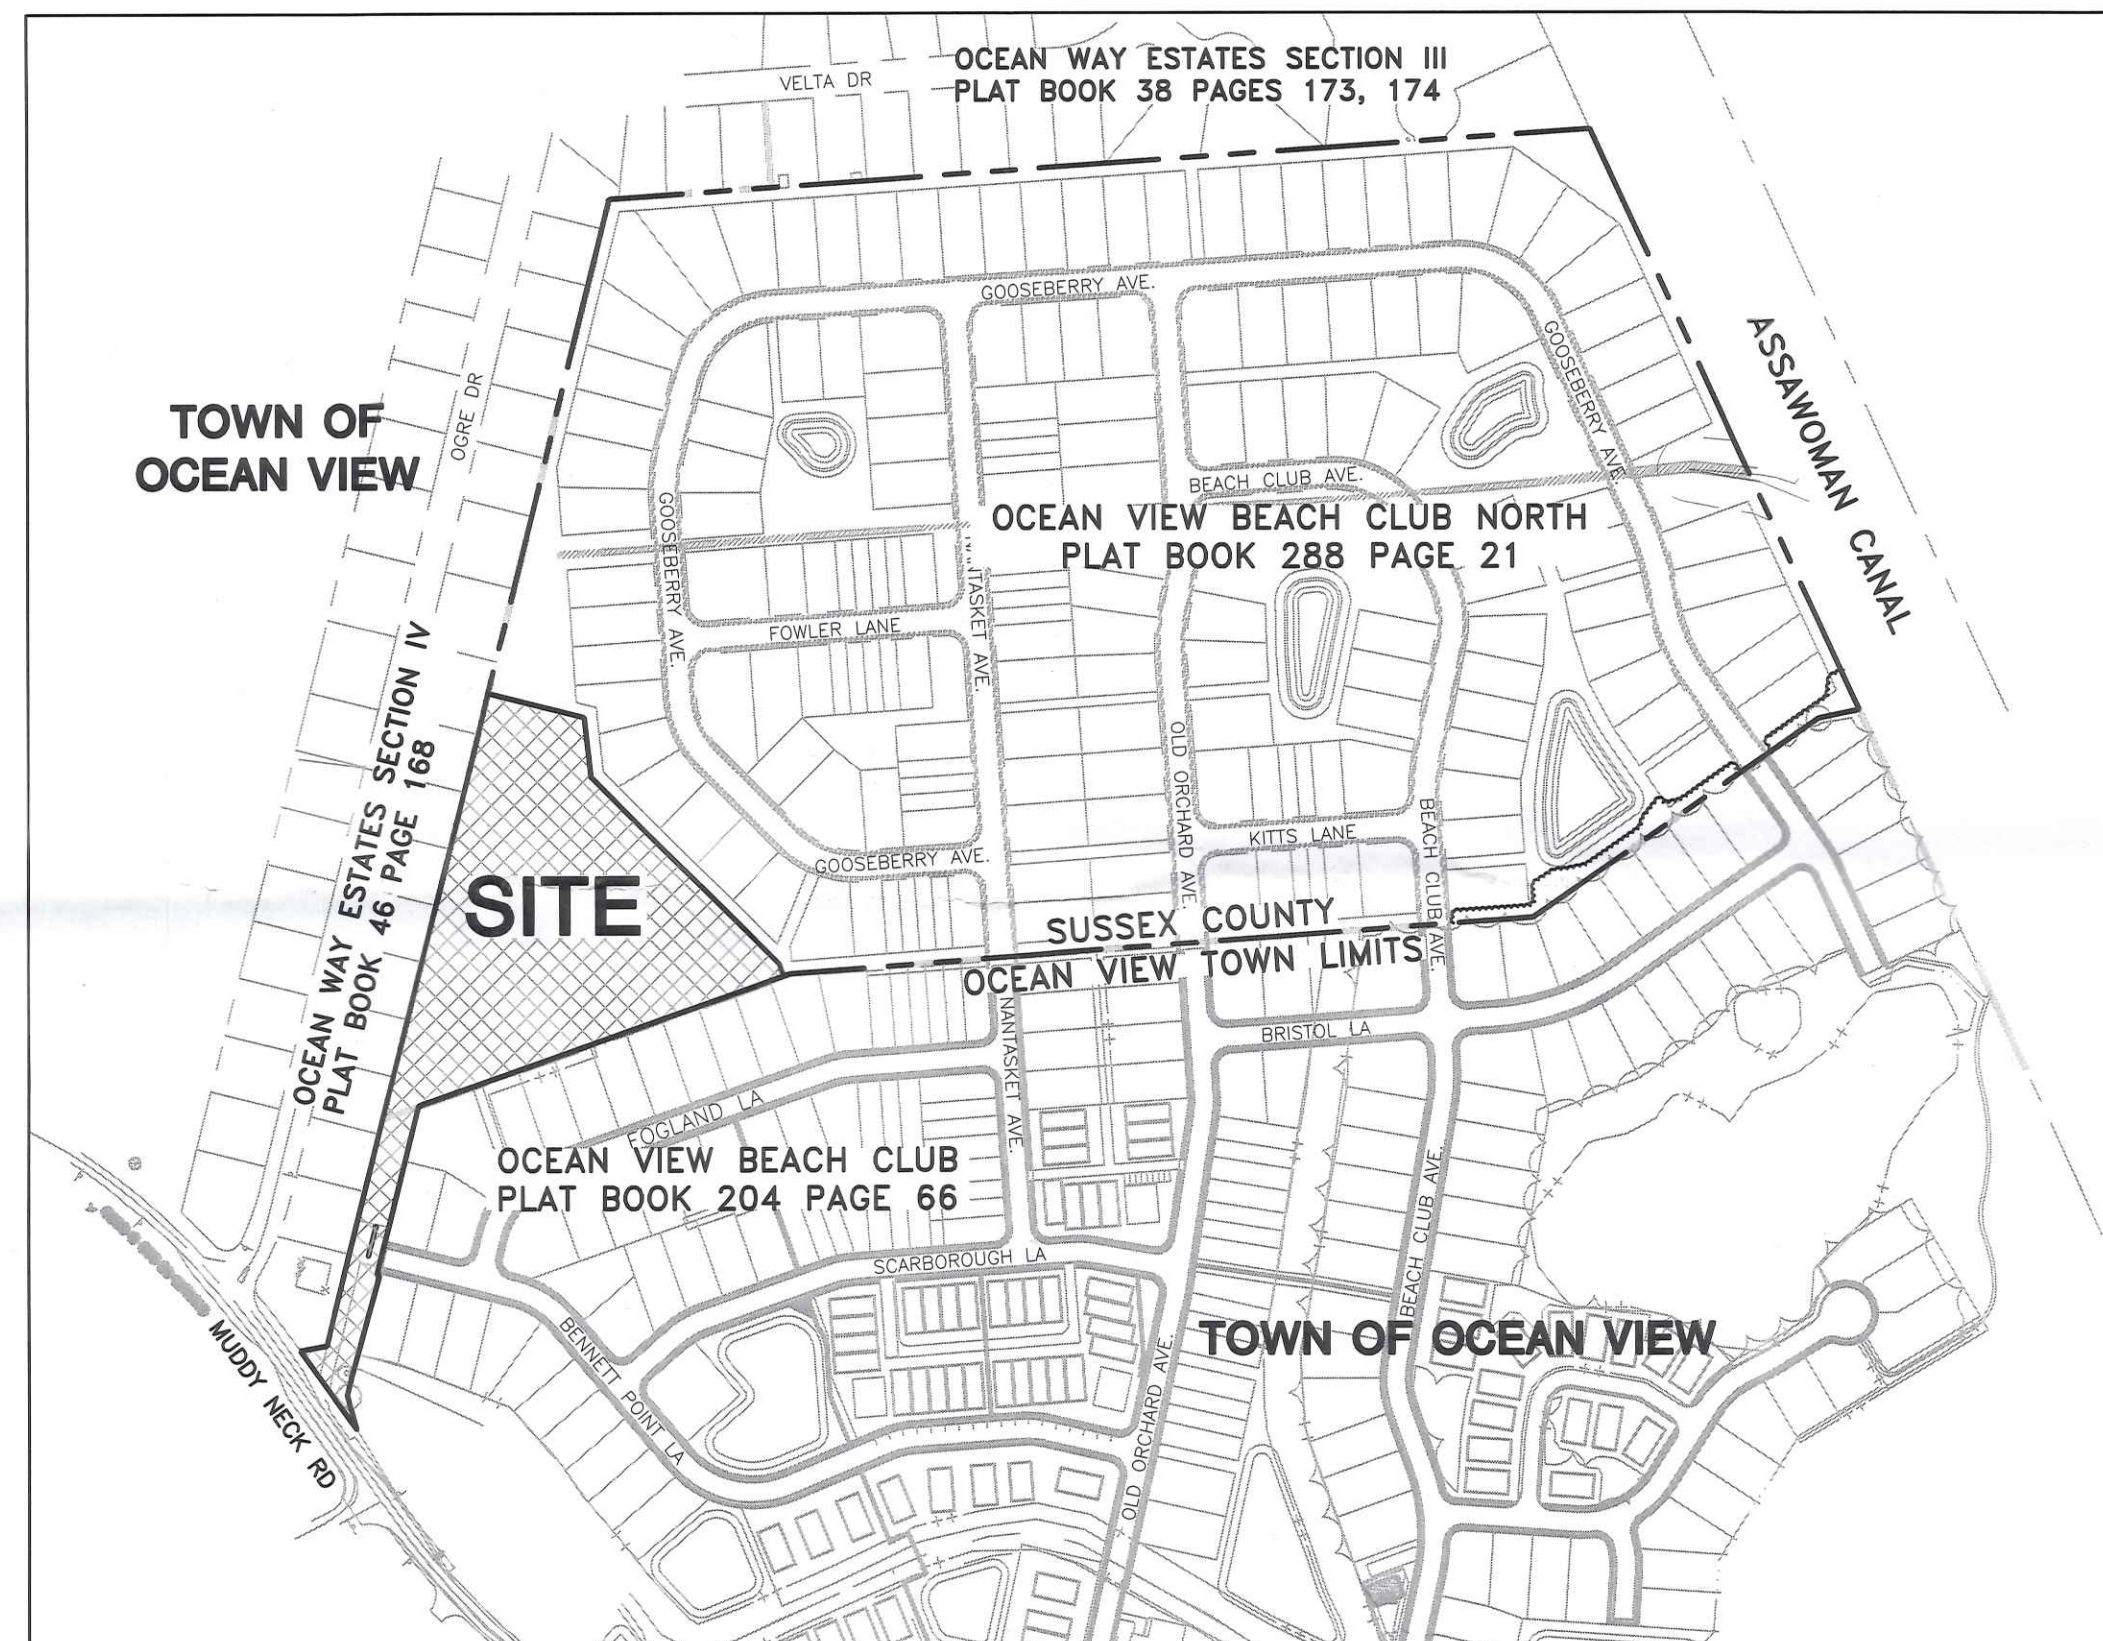 OCEAN WAY ESTATES SECTION III
PLAT BOOK 38 PAGES 173, 174
VELTA DR
GOOSEBERRY AVE.
GOOSEBERRY AVE.
ASSAWOMAN CANAL
TOWN OF
OCEAN VIEW
OGRE DR
BEACH CLUB AVE.
OCEAN VIEW BEACH CLUB NORTH
PLAT BOOK 288 PAGE 21
GOOSEBERRY AVE.
NANTASKET AVE.
FOWLER LANE
OCEAN WAY ESTATES SECTION IV
PLAT BOOK 46 PAGE 168
OLD ORCHARD AVE.
KITTS LANE
BEACH CLUB AVE.
GOOSEBERRY AVE.
SITE
SUSSEX COUNTY
OCEAN VIEW TOWN LIMITS
NANTASKET AVE.
BRISTOL LA
FOGLAND LA
OCEAN VIEW BEACH CLUB
PLAT BOOK 204 PAGE 66
BEACH CLUB AVE.
SCARBOROUGH LA
TOWN OF OCEAN VIEW
BENNETT POINT LA
OLD ORCHARD AVE.
MUDDY NECK RD